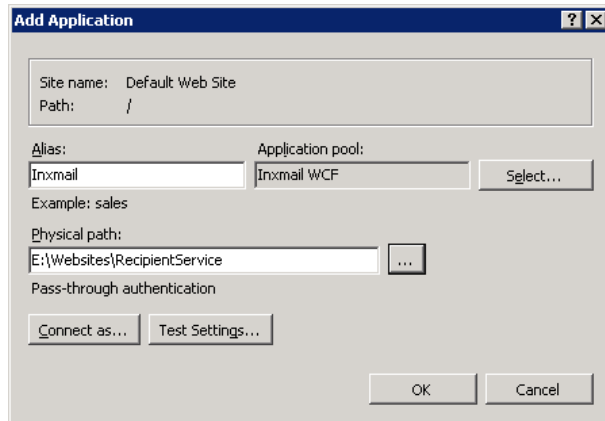 Add Application
Site name: Default Web Site
Path: /
Alias: Application pool:
Inxmail Inxmail WCF Select...
Example: sales
Physical path:
E:\Websites\RecipientService ...
Pass-through authentication
Connect as... Test Settings...
OK Cancel